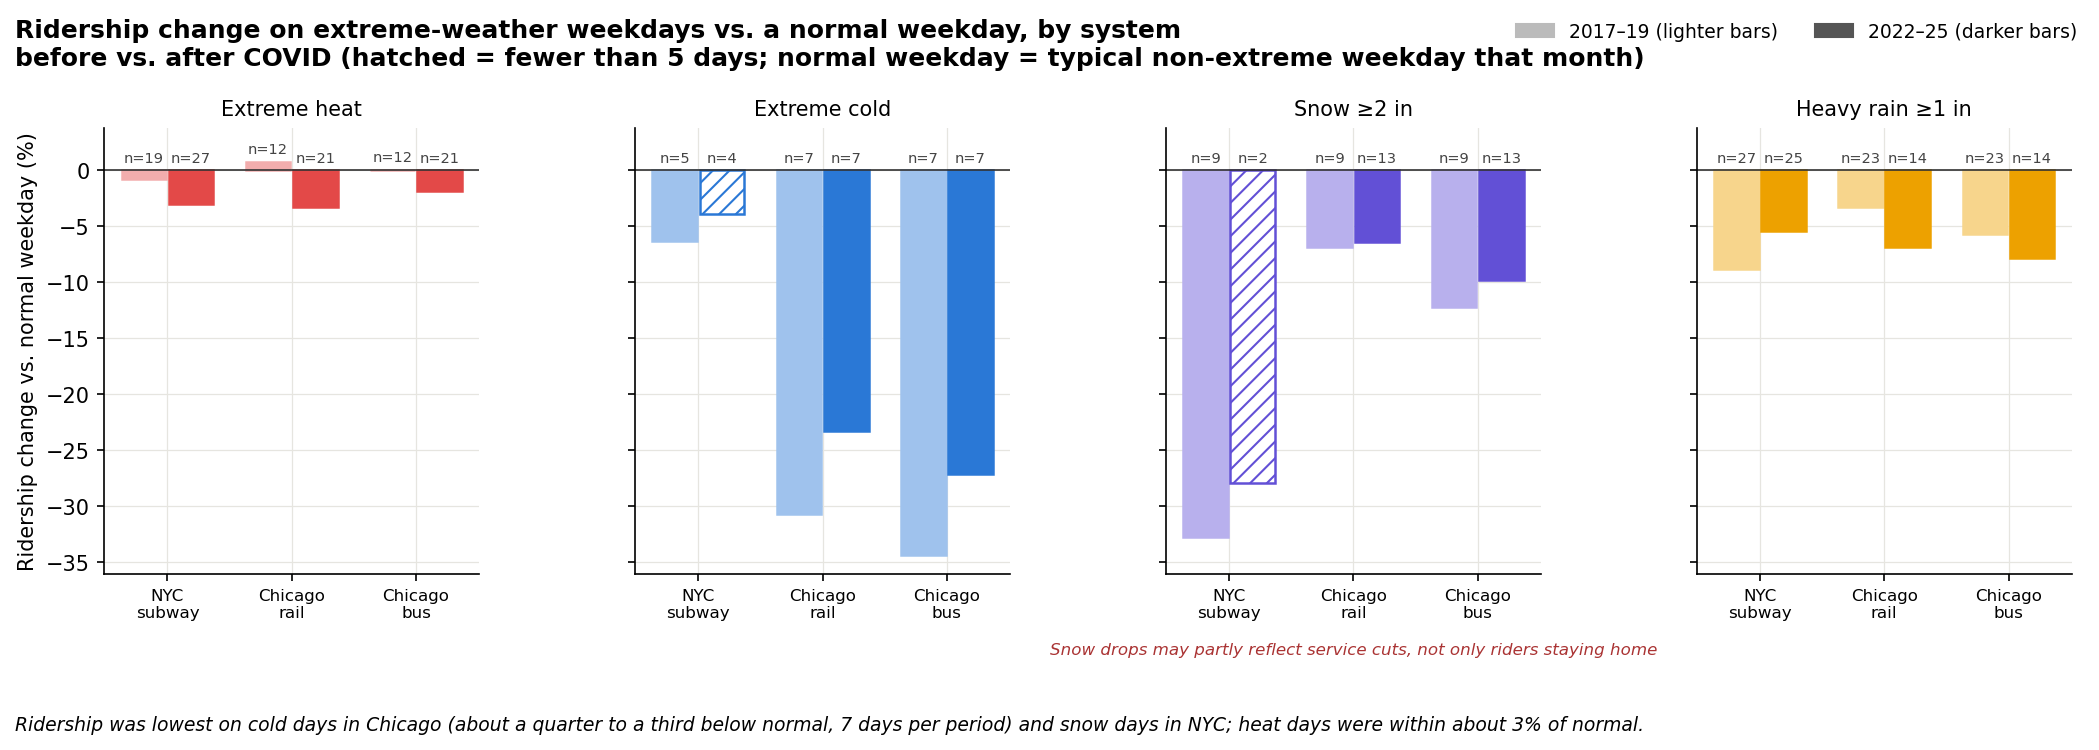 Ridership change on extreme-weather weekdays vs. a normal weekday, by system
before vs. after COVID (hatched = fewer than 5 days; normal weekday = typical non-extreme weekday that month)
2017–19 (lighter bars)
2022–25 (darker bars)
Ridership change vs. normal weekday (%)
0
−5
−10
−15
−20
−25
−30
−35
Extreme heat
n=19 n=27 n=12 n=21 n=12 n=21
NYC subway
Chicago rail
Chicago bus
Extreme cold
n=5 n=4 n=7 n=7 n=7 n=7
NYC subway
Chicago rail
Chicago bus
Snow ≥2 in
n=9 n=2 n=9 n=13 n=9 n=13
NYC subway
Chicago rail
Chicago bus
Heavy rain ≥1 in
n=27 n=25 n=23 n=14 n=23 n=14
NYC subway
Chicago rail
Chicago bus
Snow drops may partly reflect service cuts, not only riders staying home
Ridership was lowest on cold days in Chicago (about a quarter to a third below normal, 7 days per period) and snow days in NYC; heat days were within about 3% of normal.